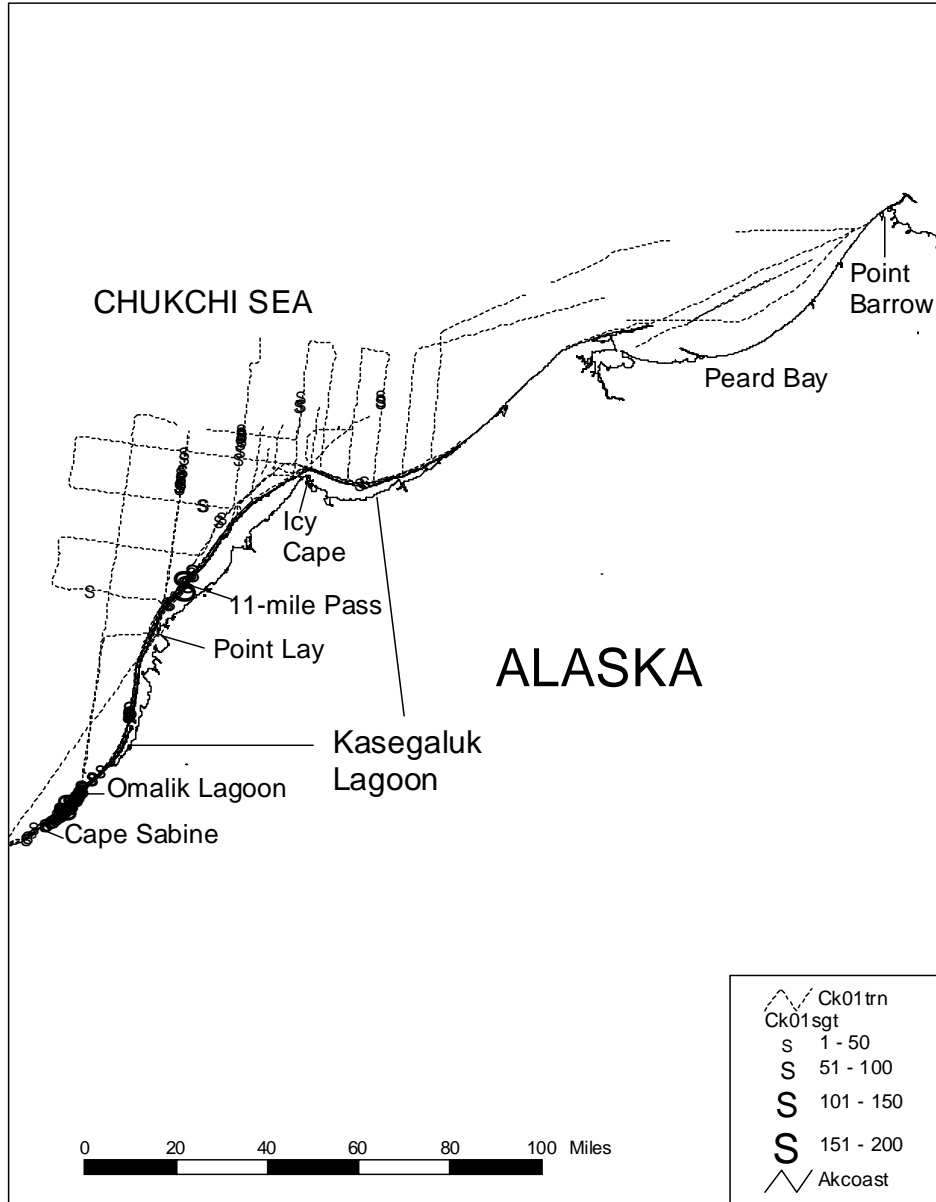 Point
Barrow
CHUKCHI SEA
Peard Bay
Icy
Cape
11-mile Pass
Point Lay
ALASKA
Kasegaluk
Lagoon
Omalik Lagoon
Cape Sabine
Ck01trn
Ck01sgt
S 1 - 50
S 51 - 100
S 101 - 150
S 151 - 200
Akcoast
0 20 40 60 80 100 Miles